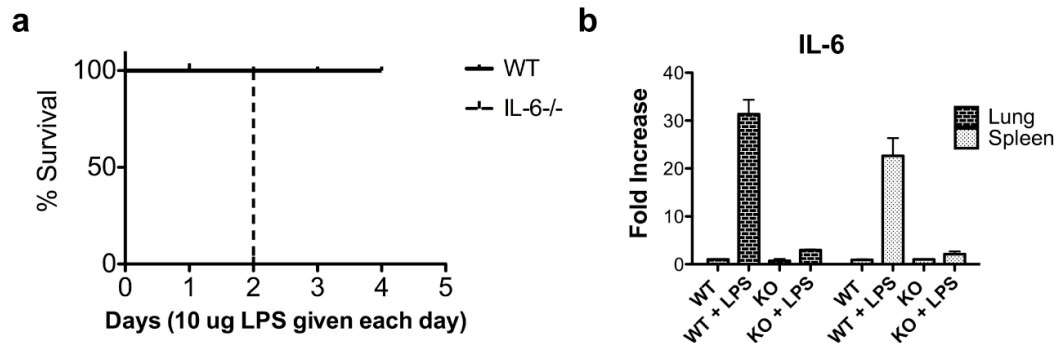 a
100
50
0
% Survival
0 1 2 3 4 5
Days (10 ug LPS given each day)
WT
IL-6-/-
b
IL-6
40
30
20
10
0
Fold Increase
WT
WT + LPS
KO
KO + LPS
WT
WT + LPS
KO
KO + LPS
Lung
Spleen